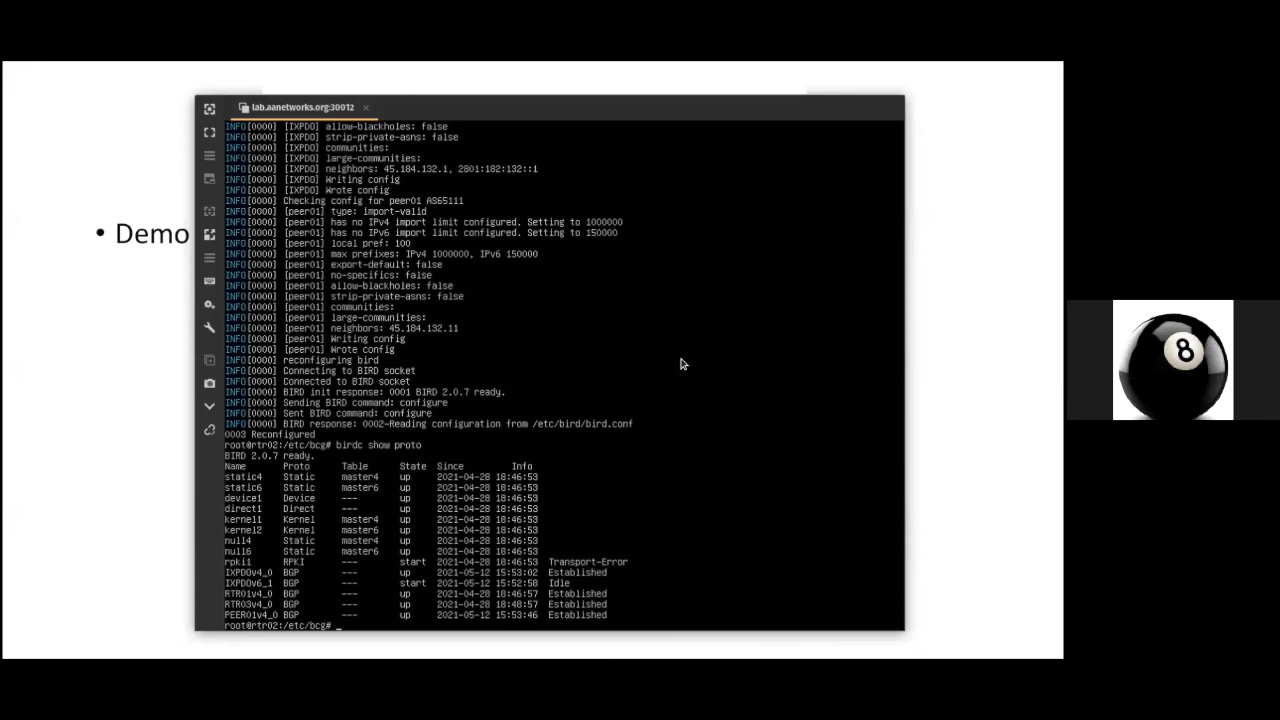 lab.aanetworks.org:30012 ×
INFO[0000] [IXPDO] allow-blackholes: false
INFO[0000] [IXPDO] strip-private-asns: false
INFO[0000] [IXPDO] communities:
INFO[0000] [IXPDO] large-communities:
INFO[0000] [IXPDO] neighbors: 45.184.132.1, 2801:182:132::1
INFO[0000] [IXPDO] Writing config
INFO[0000] [IXPDO] Wrote config
INFO[0000] Checking config for peer01 AS65111
INFO[0000] [peer01] type: import-valid
INFO[0000] [peer01] has no IPv4 import limit configured. Setting to 1000000
INFO[0000] [peer01] has no IPv6 import limit configured. Setting to 150000
INFO[0000] [peer01] local pref: 100
INFO[0000] [peer01] max prefixes: IPv4 1000000, IPv6 150000
INFO[0000] [peer01] export-default: false
INFO[0000] [peer01] no-specifics: false
INFO[0000] [peer01] allow-blackholes: false
INFO[0000] [peer01] strip-private-asns: false
INFO[0000] [peer01] communities:
INFO[0000] [peer01] large-communities:
INFO[0000] [peer01] neighbors: 45.184.132.11
INFO[0000] [peer01] Writing config
INFO[0000] [peer01] Wrote config
INFO[0000] reconfiguring bird
INFO[0000] Connecting to BIRD socket
INFO[0000] Connected to BIRD socket
INFO[0000] BIRD init response: 0001 BIRD 2.0.7 ready.
INFO[0000] Sending BIRD command: configure
INFO[0000] Sent BIRD command: configure
INFO[0000] BIRD response: 0002-Reading configuration from /etc/bird/bird.conf
0003 Reconfigured
root@rtr02:/etc/bcg# birdc show proto
BIRD 2.0.7 ready.
Name Proto Table State Since Info
static4 Static master4 up 2021-04-28 18:46:53
static6 Static master6 up 2021-04-28 18:46:53
device1 Device --- up 2021-04-28 18:46:53
direct1 Direct --- up 2021-04-28 18:46:53
kernel1 Kernel master4 up 2021-04-28 18:46:53
kernel2 Kernel master6 up 2021-04-28 18:46:53
null4 Static master4 up 2021-04-28 18:46:53
null6 Static master6 up 2021-04-28 18:46:53
rpki1 RPKI --- start 2021-04-28 18:46:53 Transport-Error
IXPDOv4_0 BGP --- up 2021-05-12 15:53:02 Established
IXPDOv6_1 BGP --- start 2021-05-12 15:52:58 Idle
RTR01v4_0 BGP --- up 2021-04-28 18:46:57 Established
RTR03v4_0 BGP --- up 2021-04-28 18:48:57 Established
PEER01v4_0 BGP --- up 2021-05-12 15:53:46 Established
root@rtr02:/etc/bcg# _
• Demo
8